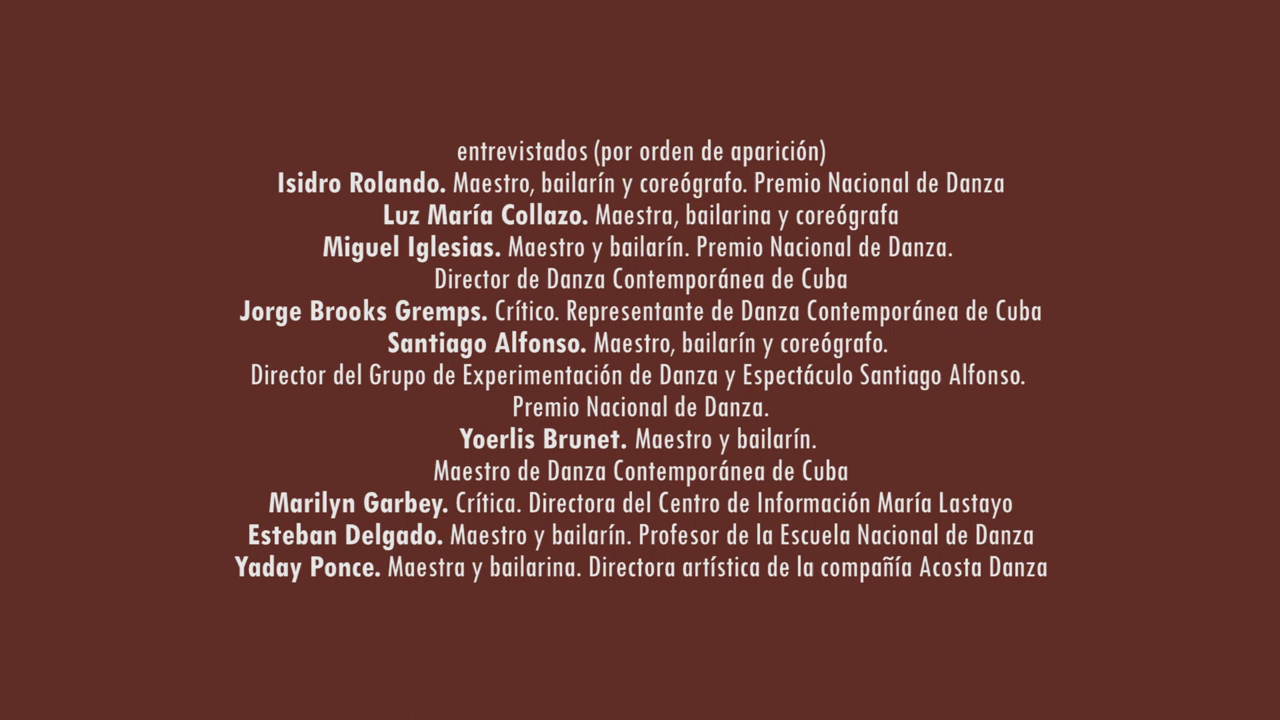 entrevistados (por orden de aparición)
Isidro Rolando. Maestro, bailarín y coreógrafo. Premio Nacional de Danza
Luz María Collazo. Maestra, bailarina y coreógrafa
Miguel Iglesias. Maestro y bailarín. Premio Nacional de Danza.
Director de Danza Contemporánea de Cuba
Jorge Brooks Gremps. Crítico. Representante de Danza Contemporánea de Cuba
Santiago Alfonso. Maestro, bailarín y coreógrafo.
Director del Grupo de Experimentación de Danza y Espectáculo Santiago Alfonso.
Premio Nacional de Danza.
Yoerlis Brunet. Maestro y bailarín.
Maestro de Danza Contemporánea de Cuba
Marilyn Garbey. Crítica. Directora del Centro de Información María Lastayo
Esteban Delgado. Maestro y bailarín. Profesor de la Escuela Nacional de Danza
Yaday Ponce. Maestra y bailarina. Directora artística de la compañía Acosta Danza